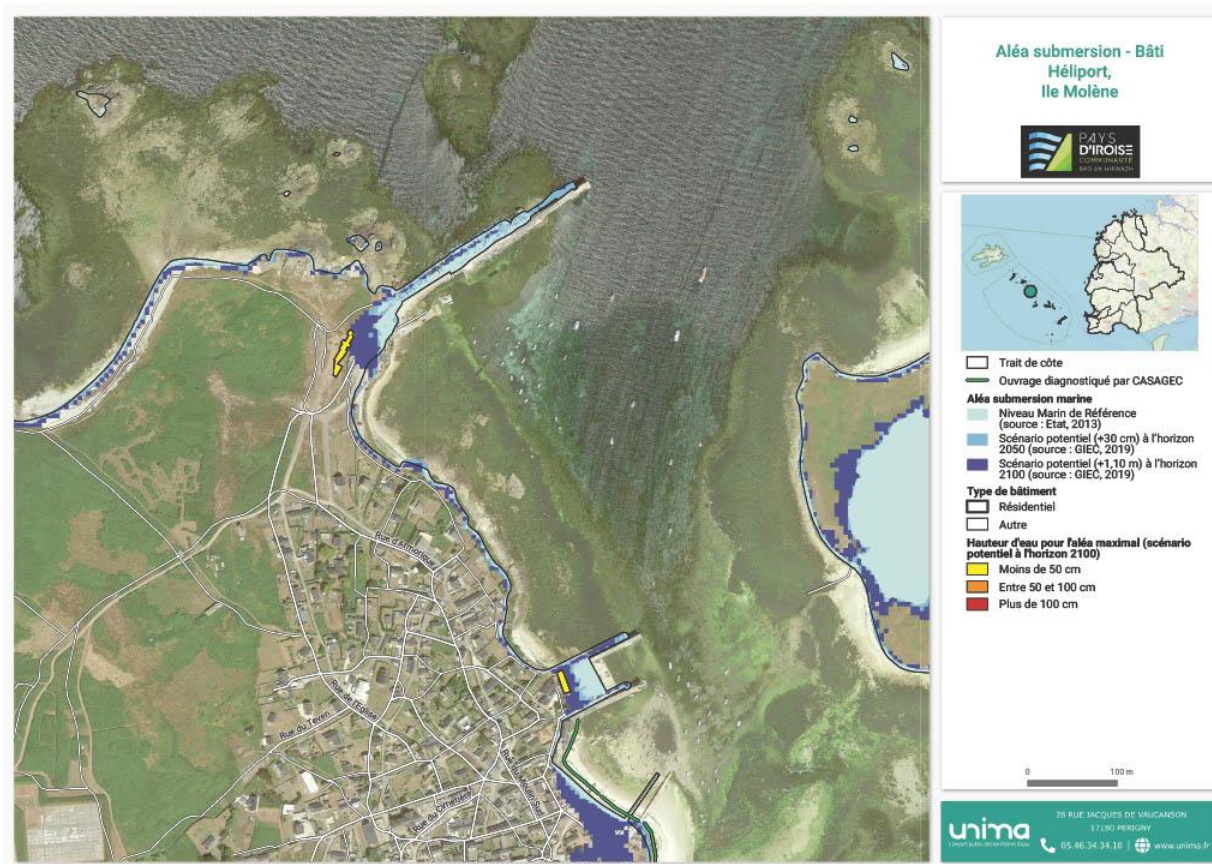 Aléa submersion - Bâti
Héliport,
Ile Molène
PAYS
D'IROISE
COMMUNAUTÉ
Trait de côte
Ouvrage diagnostiqué par CASAGEC
Aléa submersion marine
Niveau Marin de Référence
(source : Etat, 2013)
Scénario potentiel (+30 cm) à l'horizon
2050 (source : GIEC, 2019)
Scénario potentiel (+1,10 m) à l'horizon
2100 (source : GIEC, 2019)
Type de bâtiment
Résidentiel
Autre
Hauteur d'eau pour l'aléa maximal (scénario
potentiel à l'horizon 2100)
Moins de 50 cm
Entre 50 et 100 cm
Plus de 100 cm
0 100 m
unima
28 RUE JACQUES DE VAUCANSON
17180 PERIGNY
05.46.34.34.10 | www.unima.fr
Rue d'Armorique
Rue de l'Eglise
Rue du Téven
Rue du Cimetière